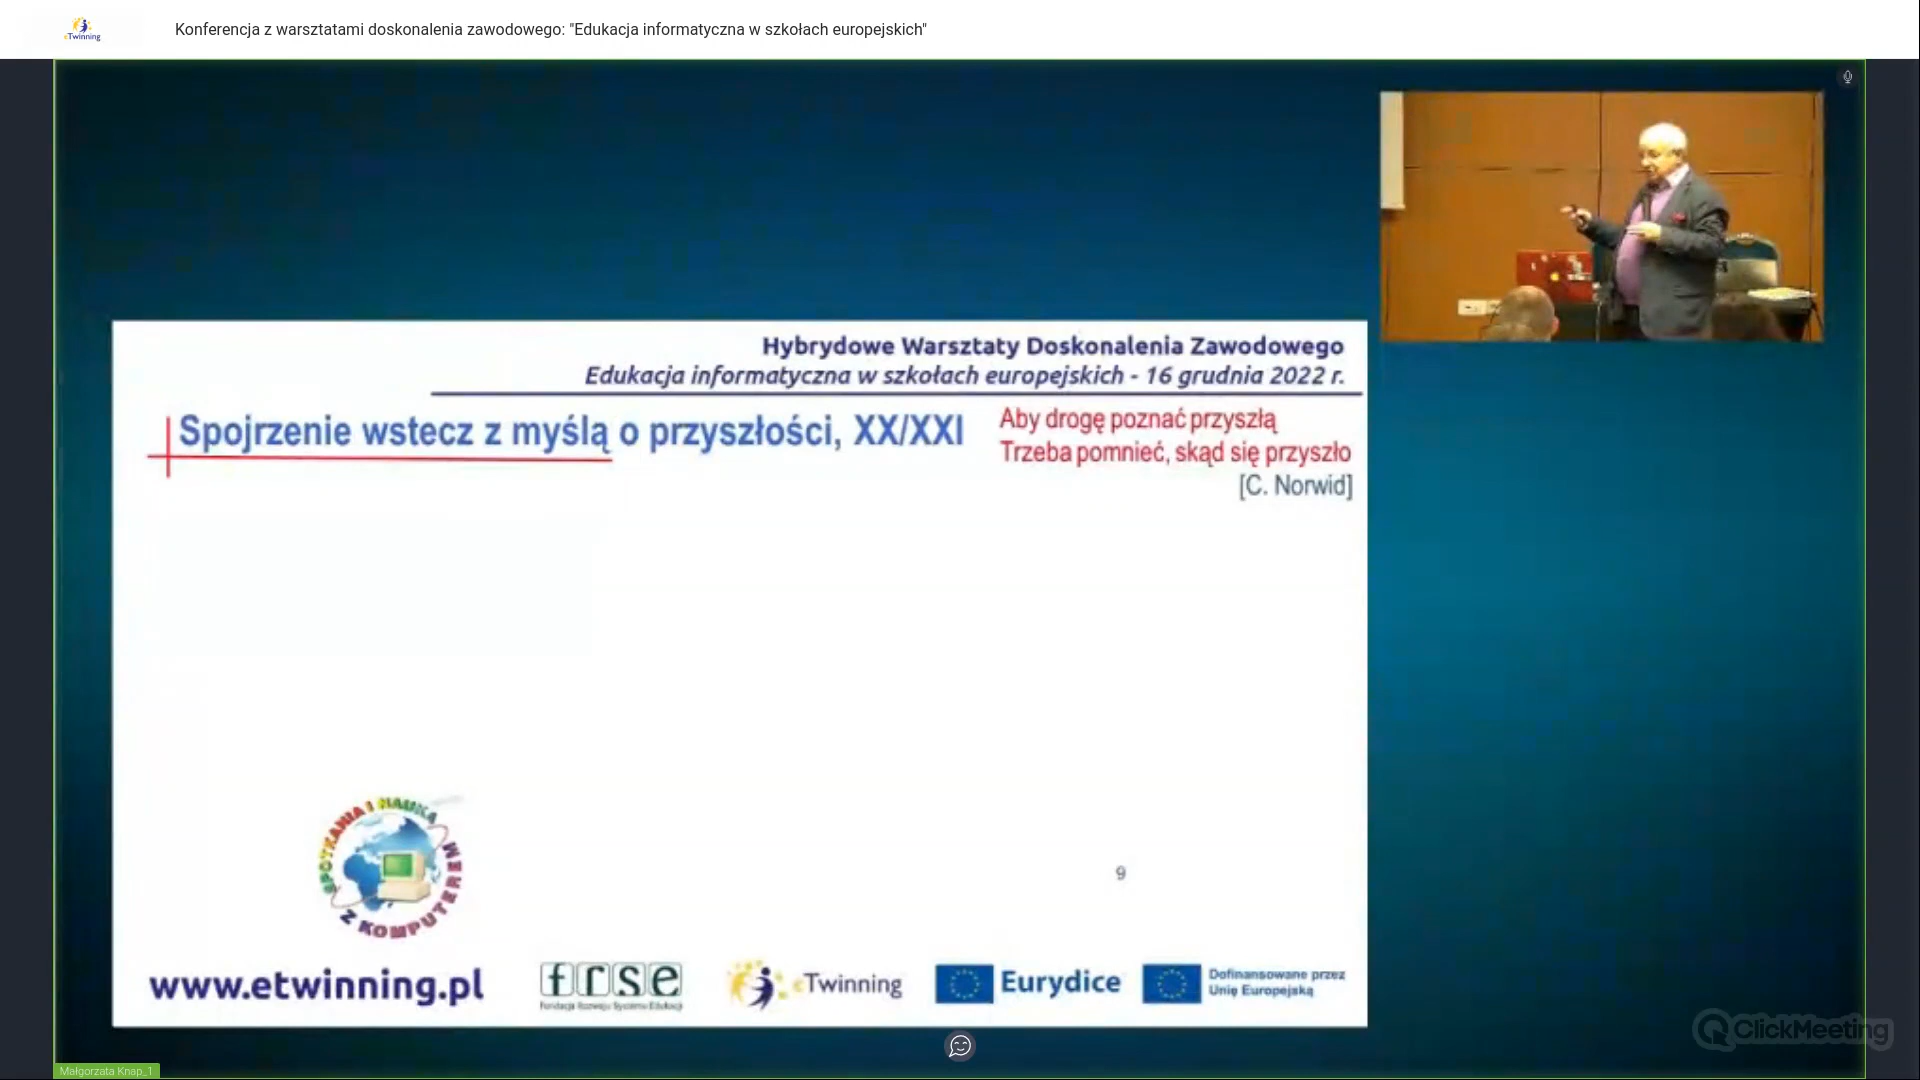 eTwinning
Konferencja z warsztatami doskonalenia zawodowego: "Edukacja informatyczna w szkołach europejskich"
Hybrydowe Warsztaty Doskonalenia Zawodowego
Edukacja informatyczna w szkołach europejskich - 16 grudnia 2022 r.
Spojrzenie wstecz z myślą o przyszłości, XX/XXI
Aby drogę poznać przyszłą
Trzeba pomnieć, skąd się przyszło
[C. Norwid]
SPOTKANIA I NAUKA
Z KOMPUTEREM
9
www.etwinning.pl
frse
Fundacja Rozwoju Systemu Edukacji
eTwinning
Eurydice
Dofinansowane przez
Unię Europejską
ClickMeeting
Małgorzata Knap_1